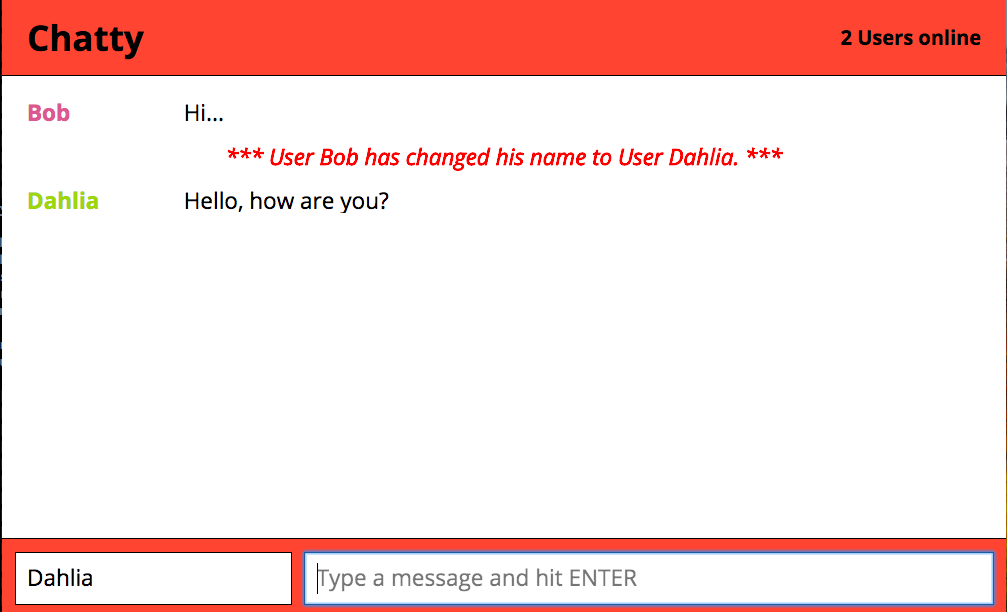 Chatty
2 Users online
Bob Hi...
*** User Bob has changed his name to User Dahlia. ***
Dahlia Hello, how are you?
Dahlia
Type a message and hit ENTER